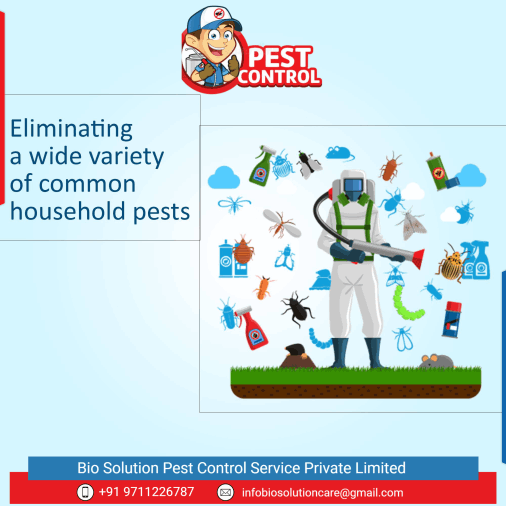 PEST
CONTROL
Eliminating
a wide variety
of common
household pests
Bio Solution Pest Control Service Private Limited
+91 9711226787
infobiosolutioncare@gmail.com